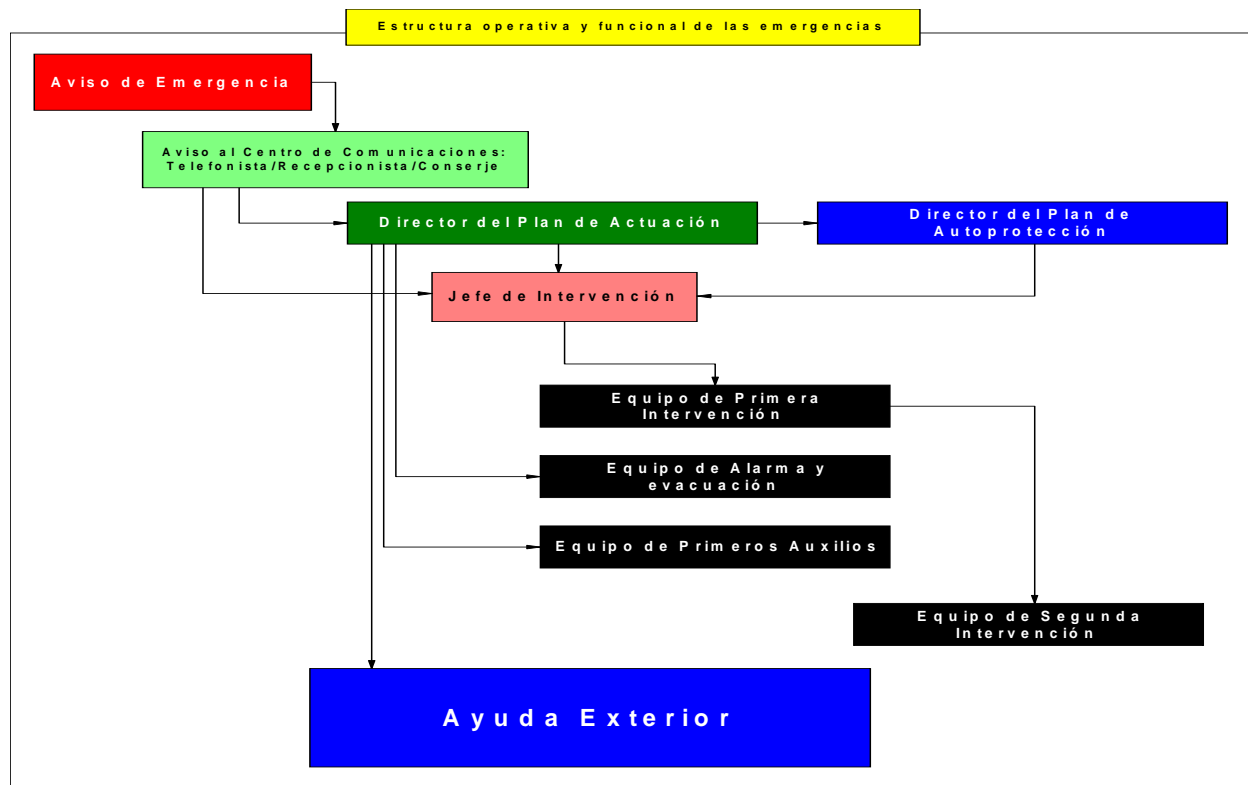 Estructura operativa y funcional de las emergencias
Aviso de Emergencia
Aviso al Centro de Comunicaciones:
Telefonista/Recepcionista/Conserje
Director del Plan de Actuación
Director del Plan de
Autoprotección
Jefe de Intervención
Equipo de Primera
Intervención
Equipo de Alarma y
evacuación
Equipo de Primeros Auxilios
Equipo de Segunda
Intervención
Ayuda Exterior